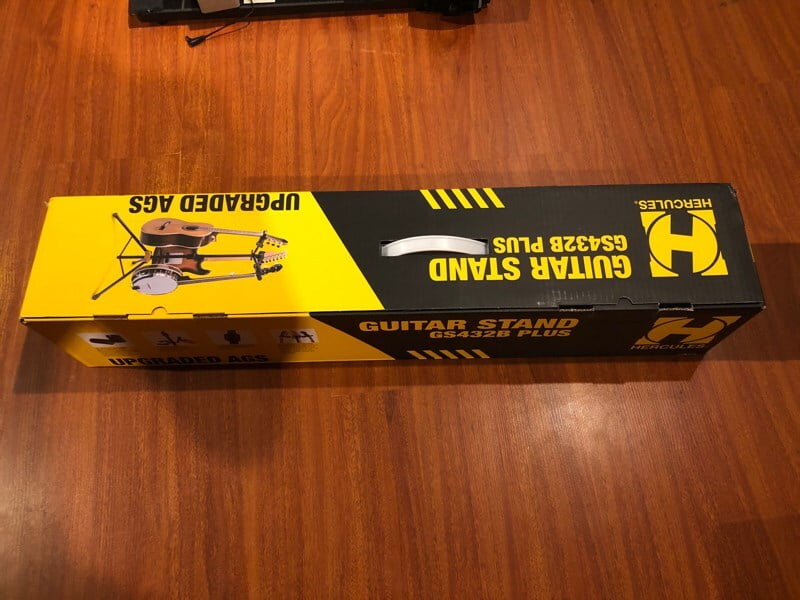 HERCULES®
GUITAR STAND
GS432B PLUS
UPGRADED AGS
GUITAR STAND
GS432B PLUS
HERCULES
UPGRADED AGS